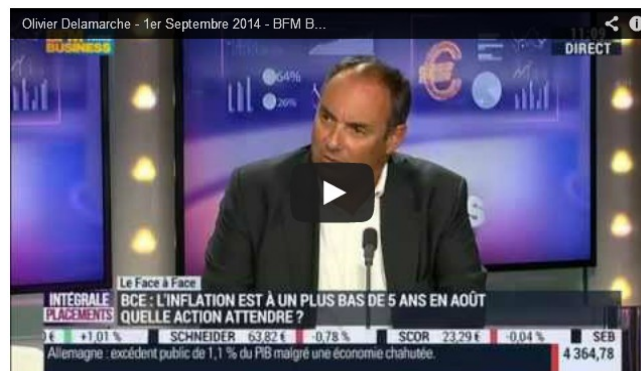 Olivier Delamarche - 1er Septembre 2014 - BFM B...
BUSINESS
11:09
DIRECT
64%
26%
Le Face à Face
INTÉGRALE
PLACEMENTS
BCE : L'INFLATION EST À UN PLUS BAS DE 5 ANS EN AOÛT
QUELLE ACTION ATTENDRE ?
+1,01 % SCHNEIDER 63,82 € -0,78 % SCOR 23,29 € -0,04 % SEB
Allemagne : excédent public de 1,1 % du PIB malgré une économie chahutée.
4 364,78